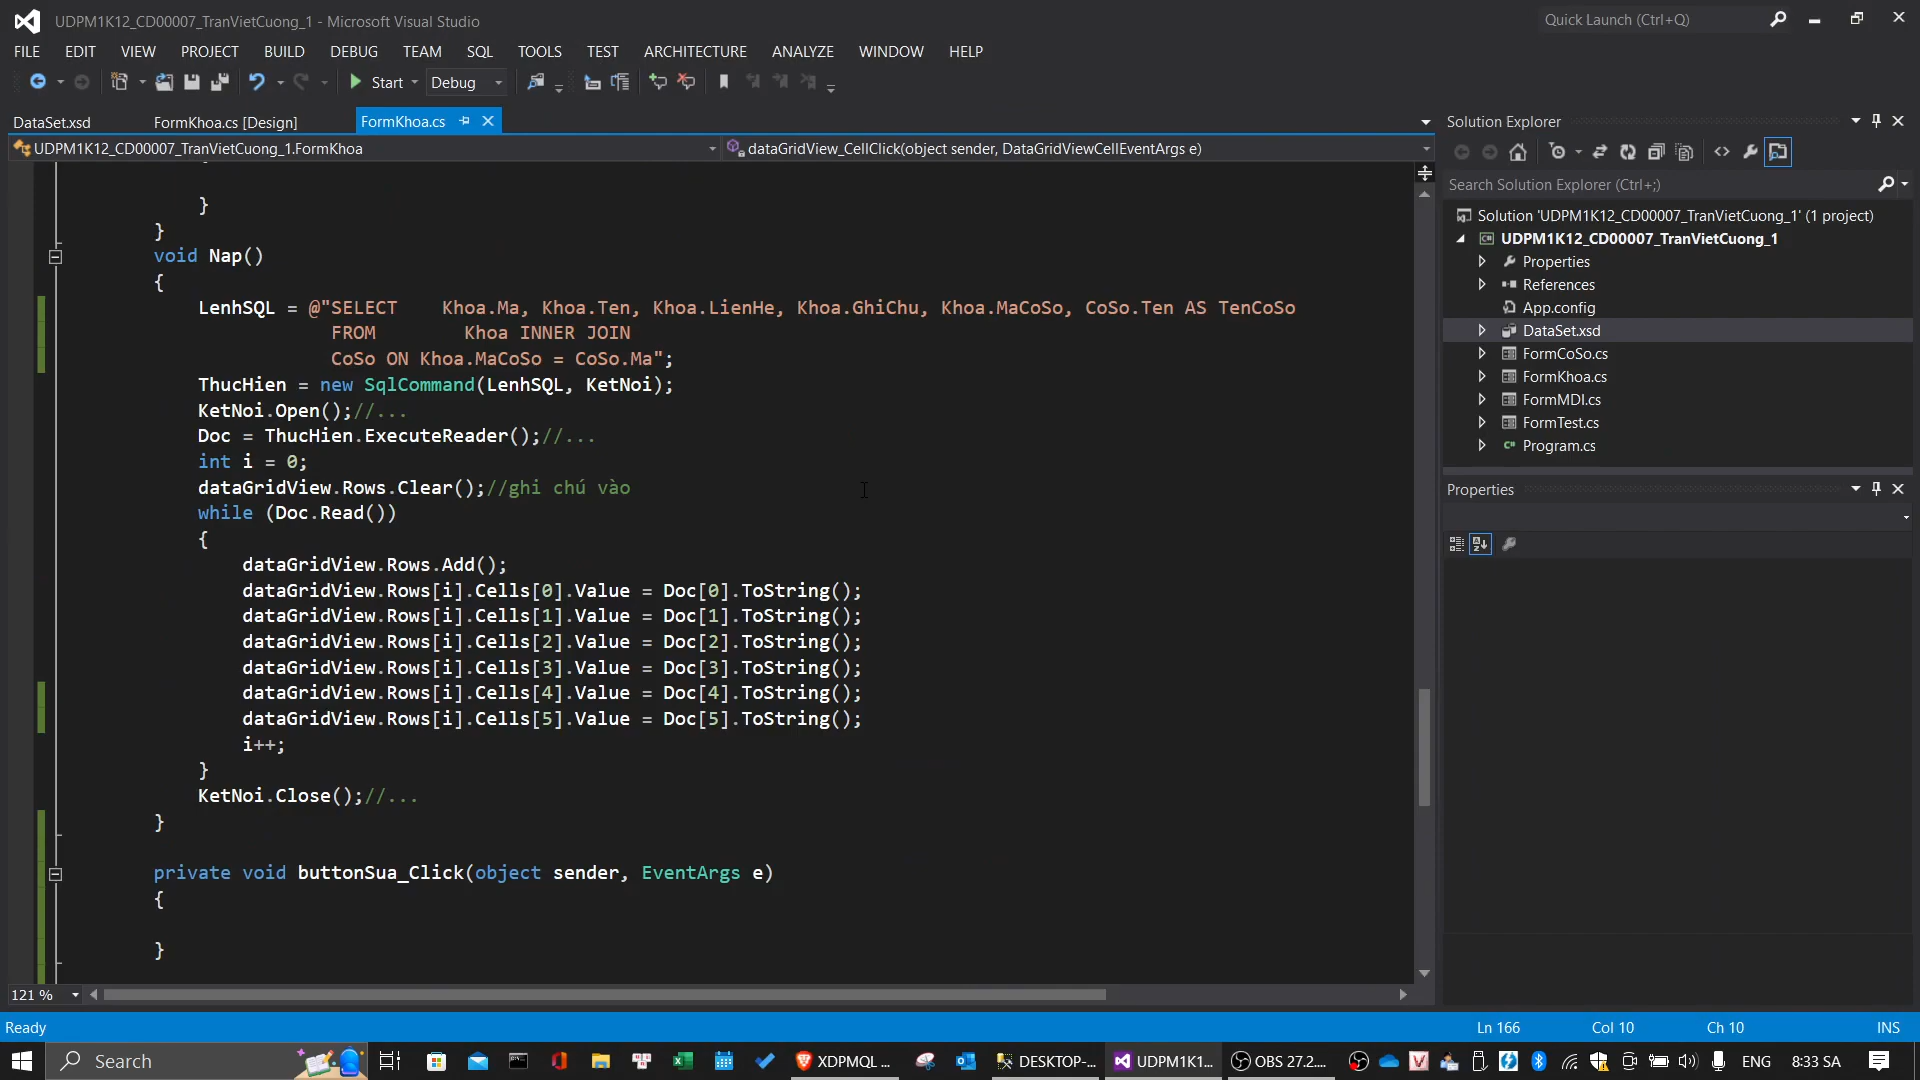 UDPM1K12_CD00007_TranVietCuong_1 - Microsoft Visual Studio
Quick Launch (Ctrl+Q)
FILE EDIT VIEW PROJECT BUILD DEBUG TEAM SQL TOOLS TEST ARCHITECTURE ANALYZE WINDOW HELP
Start Debug
DataSet.xsd FormKhoa.cs [Design] FormKhoa.cs
UDPM1K12_CD00007_TranVietCuong_1.FormKhoa dataGridView_CellClick(object sender, DataGridViewCellEventArgs e)
}
}
void Nap()
{
LenhSQL = @"SELECT Khoa.Ma, Khoa.Ten, Khoa.LienHe, Khoa.GhiChu, Khoa.MaCoSo, CoSo.Ten AS TenCoSo
FROM Khoa INNER JOIN
CoSo ON Khoa.MaCoSo = CoSo.Ma";
ThucHien = new SqlCommand(LenhSQL, KetNoi);
KetNoi.Open();//...
Doc = ThucHien.ExecuteReader();//...
int i = 0;
dataGridView.Rows.Clear();//ghi chú vào
while (Doc.Read())
{
dataGridView.Rows.Add();
dataGridView.Rows[i].Cells[0].Value = Doc[0].ToString();
dataGridView.Rows[i].Cells[1].Value = Doc[1].ToString();
dataGridView.Rows[i].Cells[2].Value = Doc[2].ToString();
dataGridView.Rows[i].Cells[3].Value = Doc[3].ToString();
dataGridView.Rows[i].Cells[4].Value = Doc[4].ToString();
dataGridView.Rows[i].Cells[5].Value = Doc[5].ToString();
i++;
}
KetNoi.Close();//...
}
private void buttonSua_Click(object sender, EventArgs e)
{
}
121 %
Solution Explorer
Search Solution Explorer (Ctrl+;)
Solution 'UDPM1K12_CD00007_TranVietCuong_1' (1 project)
UDPM1K12_CD00007_TranVietCuong_1
Properties
References
App.config
DataSet.xsd
FormCoSo.cs
FormKhoa.cs
FormMDI.cs
FormTest.cs
Program.cs
Properties
Ready Ln 166 Col 10 Ch 10 INS
Search XDPMQL ... DESKTOP-... UDPM1K1... OBS 27.2.... ENG 8:33 SA